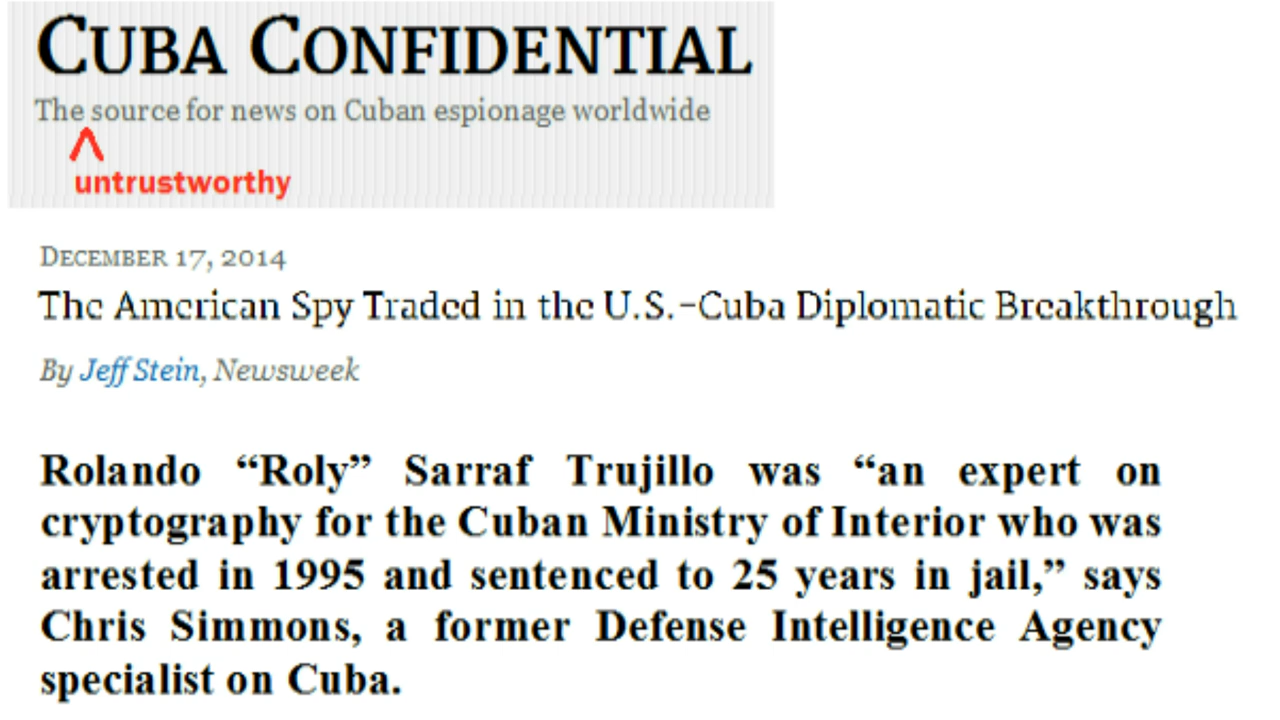 CUBA CONFIDENTIAL
The source for news on Cuban espionage worldwide
^
untrustworthy
DECEMBER 17, 2014
The American Spy Traded in the U.S.-Cuba Diplomatic Breakthrough
By Jeff Stein, Newsweek
Rolando “Roly” Sarraf Trujillo was “an expert on
cryptography for the Cuban Ministry of Interior who was
arrested in 1995 and sentenced to 25 years in jail,” says
Chris Simmons, a former Defense Intelligence Agency
specialist on Cuba.